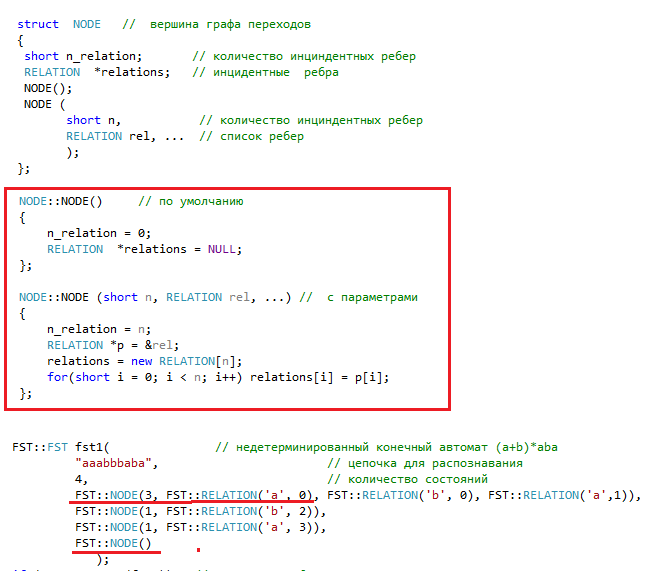 struct  NODE   //  вершина графа переходов
{
 short n_relation;       // количество инциндентных ребер
 RELATION  *relations;   // инцидентные  ребра
 NODE();
 NODE (
       short n,           // количество инциндентных ребер
       RELATION rel, ...  // список ребер
       );
};
NODE::NODE()     // по умолчанию
{
    n_relation = 0;
    RELATION  *relations = NULL;
};
NODE::NODE (short n, RELATION rel, ...) //  с параметрами
{
    n_relation = n;
    RELATION *p = &rel;
    relations = new RELATION[n];
    for(short i = 0; i < n; i++) relations[i] = p[i];
};
FST::FST fst1(               // недетерминированный конечный автомат (a+b)*aba
         "aaabbbaba",                        // цепочка для распознавания
         4,                                  // количество состояний
         FST::NODE(3, FST::RELATION('a', 0), FST::RELATION('b', 0), FST::RELATION('a',1)),
         FST::NODE(1, FST::RELATION('b', 2)),
         FST::NODE(1, FST::RELATION('a', 3)),
         FST::NODE()
            );